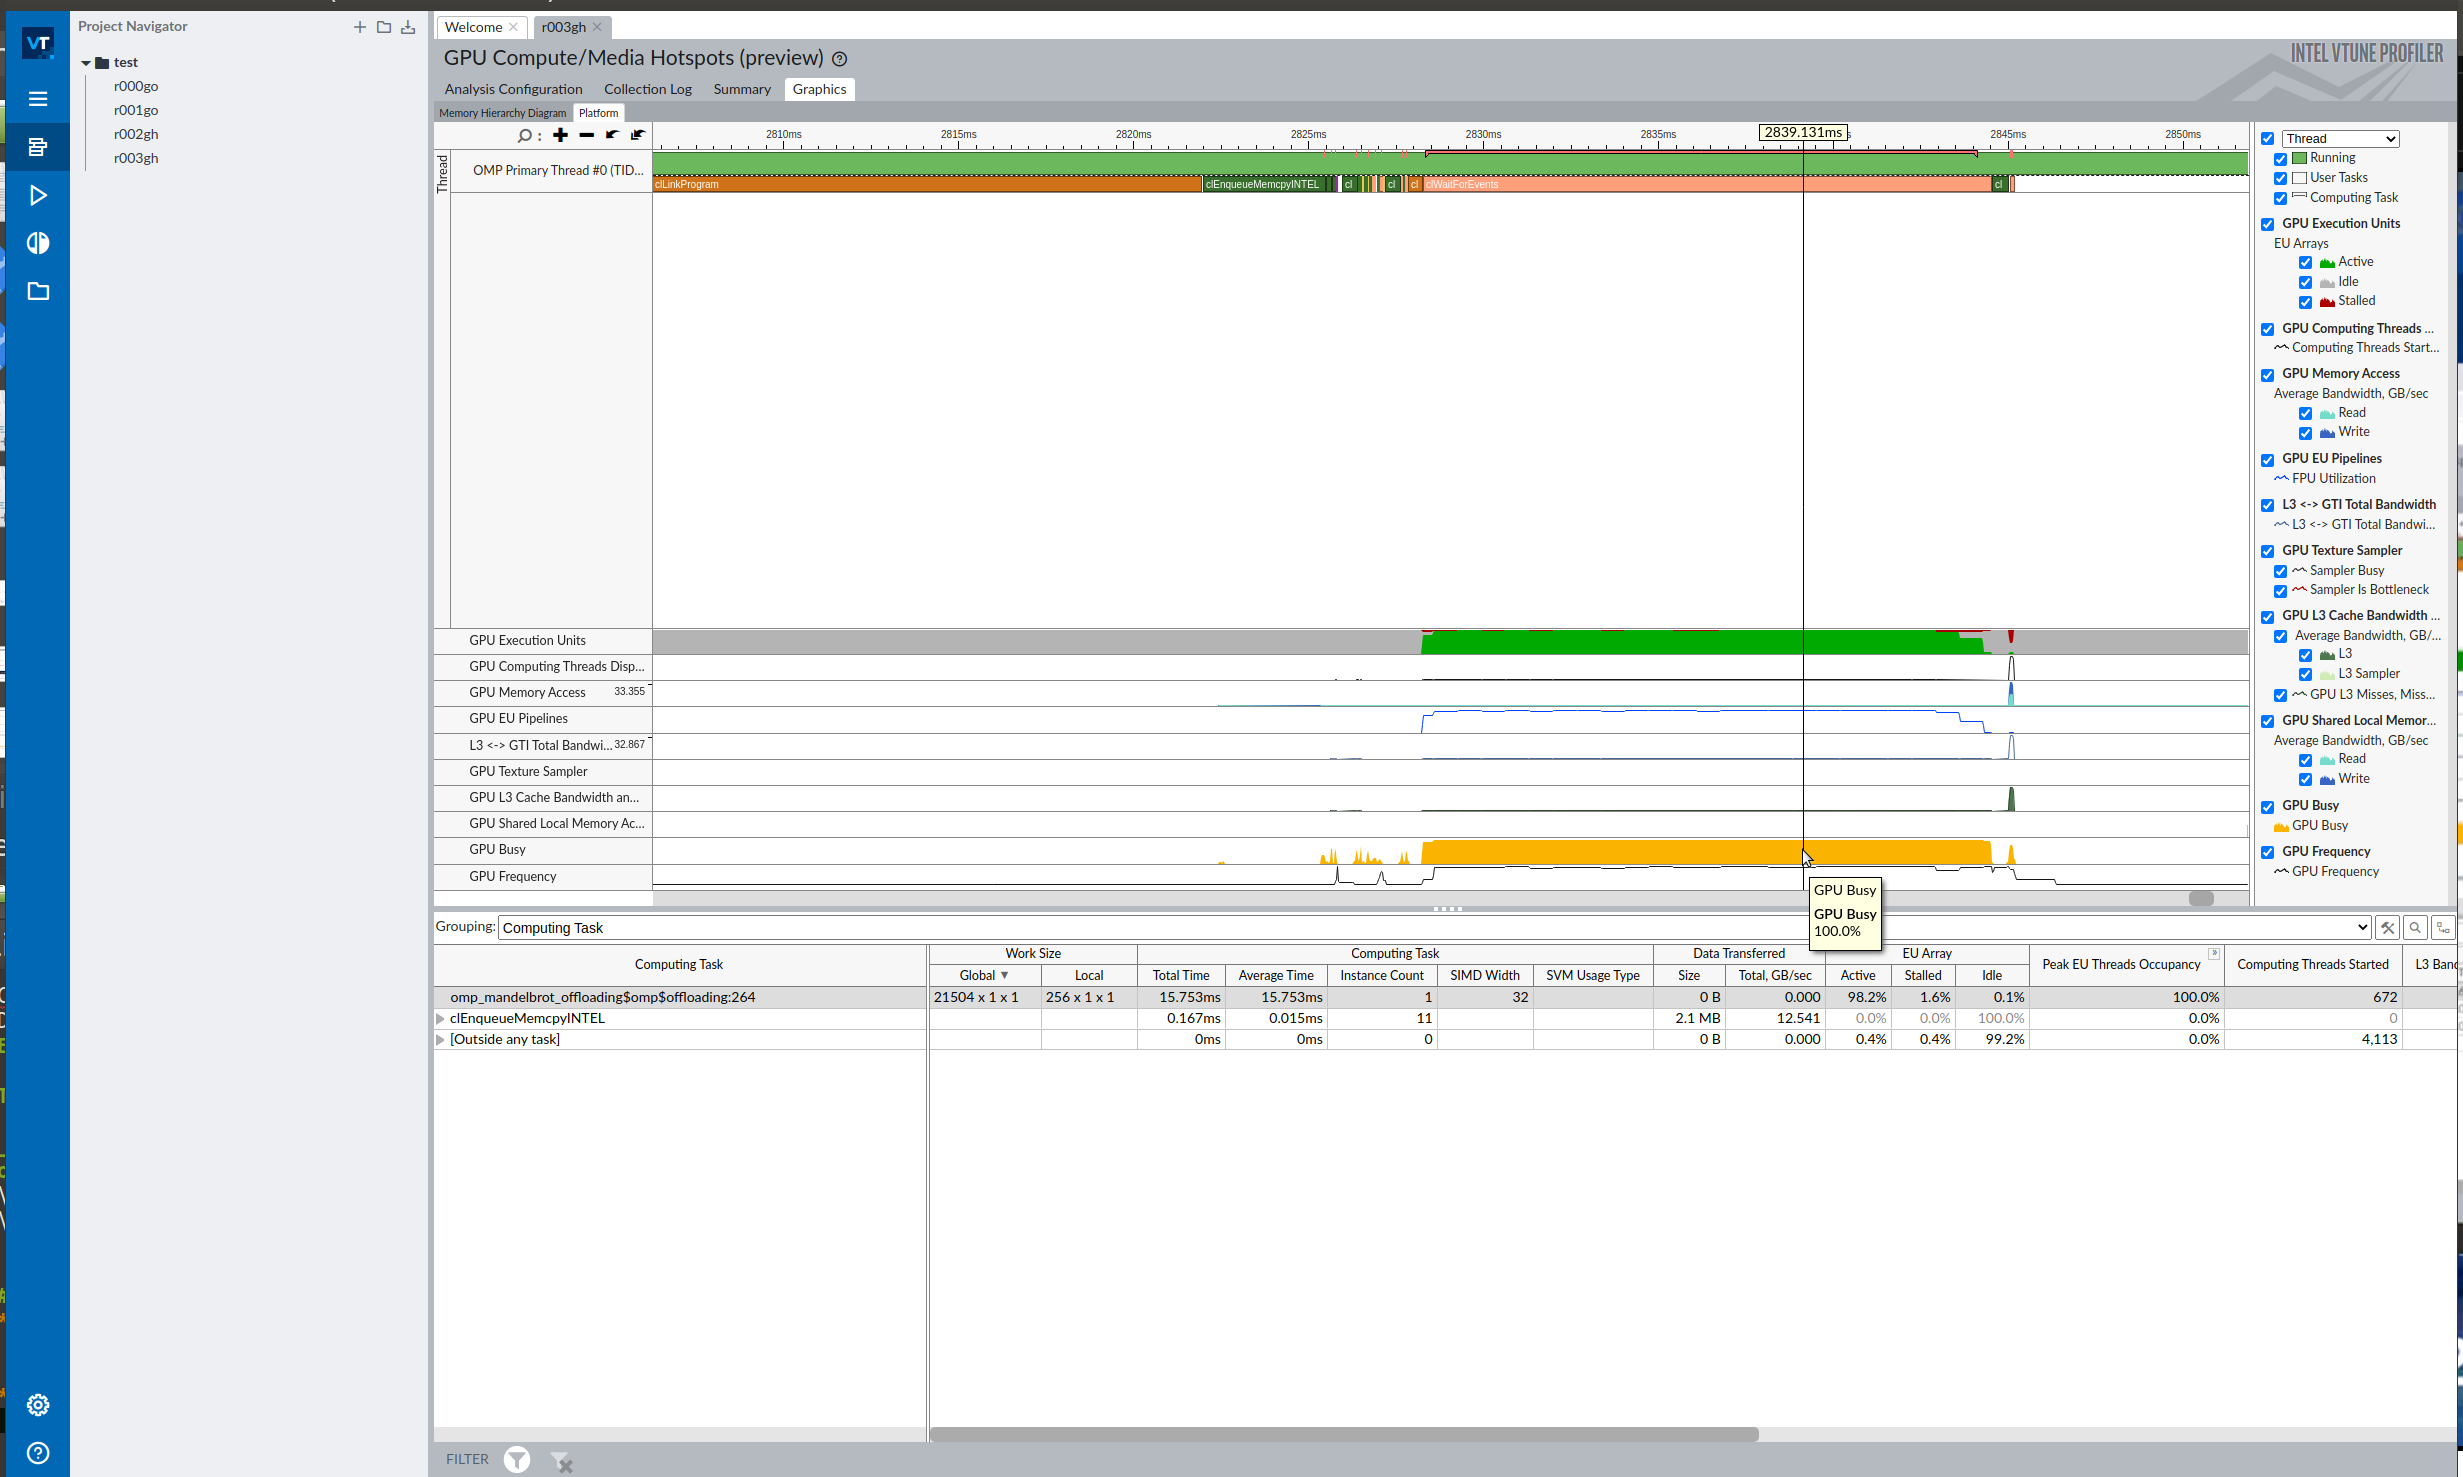 Project Navigator
test
r000go
r001go
r002gh
r003gh
Welcome
r003gh
GPU Compute/Media Hotspots (preview)
INTEL VTUNE PROFILER
Analysis Configuration Collection Log Summary Graphics
Memory Hierarchy Diagram Platform
2810ms 2815ms 2820ms 2825ms 2830ms 2835ms 2839.131ms 2845ms 2850ms
Thread
OMP Primary Thread #0 (TID...
clLinkProgram clEnqueueMemcpyINTEL cl cl cl clWaitForEvents cl
GPU Execution Units
GPU Computing Threads Disp...
GPU Memory Access 33.355
GPU EU Pipelines
L3 <-> GTI Total Bandwi... 32.867
GPU Texture Sampler
GPU L3 Cache Bandwidth an...
GPU Shared Local Memory Ac...
GPU Busy
GPU Frequency
GPU Busy
GPU Busy
100.0%
Thread
Running
User Tasks
Computing Task
GPU Execution Units
EU Arrays
Active
Idle
Stalled
GPU Computing Threads ...
Computing Threads Start...
GPU Memory Access
Average Bandwidth, GB/sec
Read
Write
GPU EU Pipelines
FPU Utilization
L3 <-> GTI Total Bandwidth
L3 <-> GTI Total Bandwi...
GPU Texture Sampler
Sampler Busy
Sampler Is Bottleneck
GPU L3 Cache Bandwidth ...
Average Bandwidth, GB/...
L3
L3 Sampler
GPU L3 Misses, Miss...
GPU Shared Local Memor...
Average Bandwidth, GB/sec
Read
Write
GPU Busy
GPU Busy
GPU Frequency
GPU Frequency
Grouping: Computing Task
Computing Task Work Size Computing Task Data Transferred EU Array Peak EU Threads Occupancy Computing Threads Started L3 Banc
Global Local Total Time Average Time Instance Count SIMD Width SVM Usage Type Size Total, GB/sec Active Stalled Idle
omp_mandelbrot_offloading$omp$offloading:264 21504 x 1 x 1 256 x 1 x 1 15.753ms 15.753ms 1 32 0 B 0.000 98.2% 1.6% 0.1% 100.0% 672
clEnqueueMemcpyINTEL 0.167ms 0.015ms 11 2.1 MB 12.541 0.0% 0.0% 100.0% 0.0% 0
[Outside any task] 0ms 0ms 0 0 B 0.000 0.4% 0.4% 99.2% 0.0% 4,113
FILTER